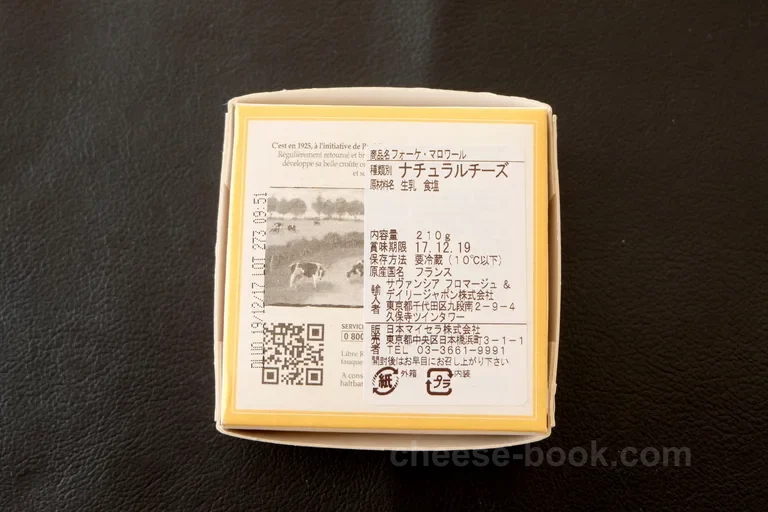 C'est en 1925, à l'initiative de P
Régulièrement retourné et br
développe sa belle croûte c
et s
DLUO 19/12/17 LOT 273 09:51
SERVICE
0 800
Libre R
A cons
haltbar
商品名 フォーケ・マロワール
種類別 ナチュラルチーズ
原材料名 生乳 食塩
内容量 210g
賞味期限 17.12.19
保存方法 要冷蔵(10℃以下)
原産国名 フランス
輸入者 サヴァンシア フロマージュ &
デイリージャポン株式会社
東京都千代田区九段南2-9-4
久保寺ツインタワー
販売者 日本マイセラ株式会社
東京都中央区日本橋浜町3-1-1
TEL 03-3661-9991
開封後はお早目にお召し上がり下さい
紙 外箱 プラ 内装
cheese-book.com